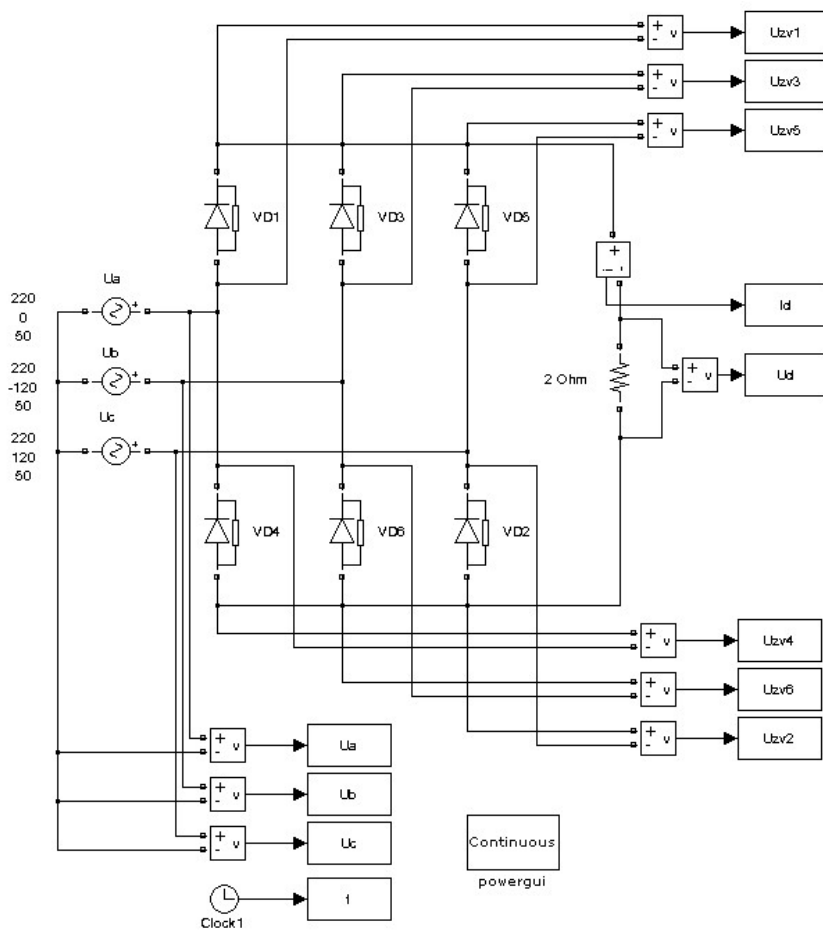 +
-
v
Uzv1
+
-
v
Uzv3
+
-
v
Uzv5
VD1
VD3
VD5
+
Ua
220
0
50
+
Id
Ub
220
-120
50
+
2 Ohm
+
-
v
Ud
Uc
220
120
50
+
VD4
VD6
VD2
+
-
v
Uzv4
+
-
v
Uzv6
+
-
v
Uzv2
+
-
v
Ua
+
-
v
Ub
+
-
v
Uc
Continuous
powergui
Clock1